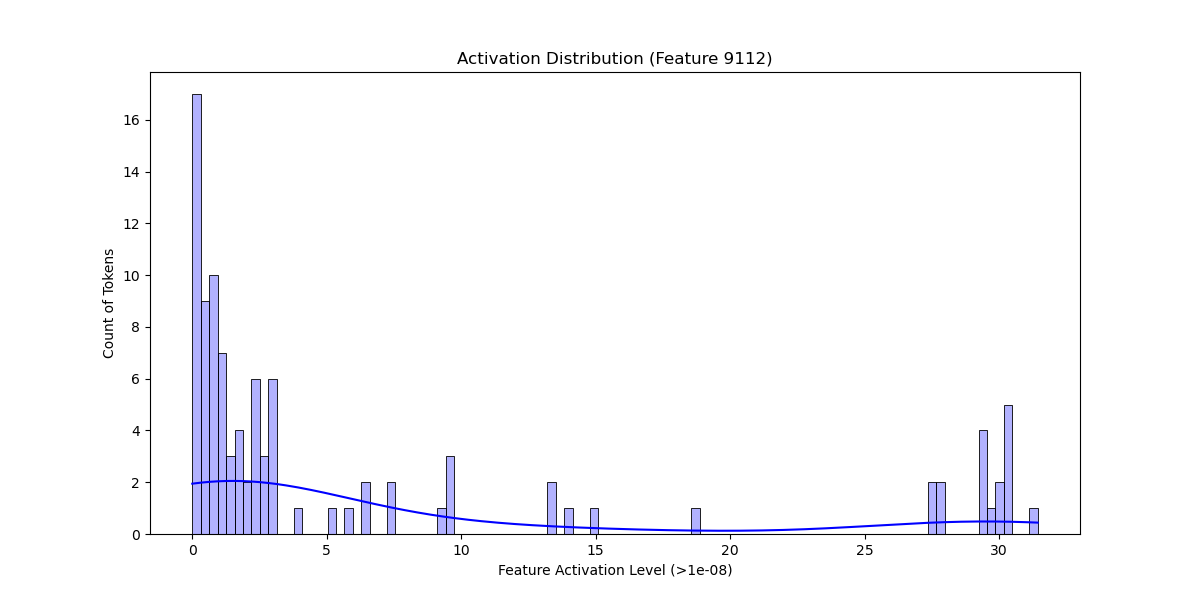 Activation Distribution (Feature 9112)
Count of Tokens
16
14
12
10
8
6
4
2
0
0 5 10 15 20 25 30
Feature Activation Level (>1e-08)